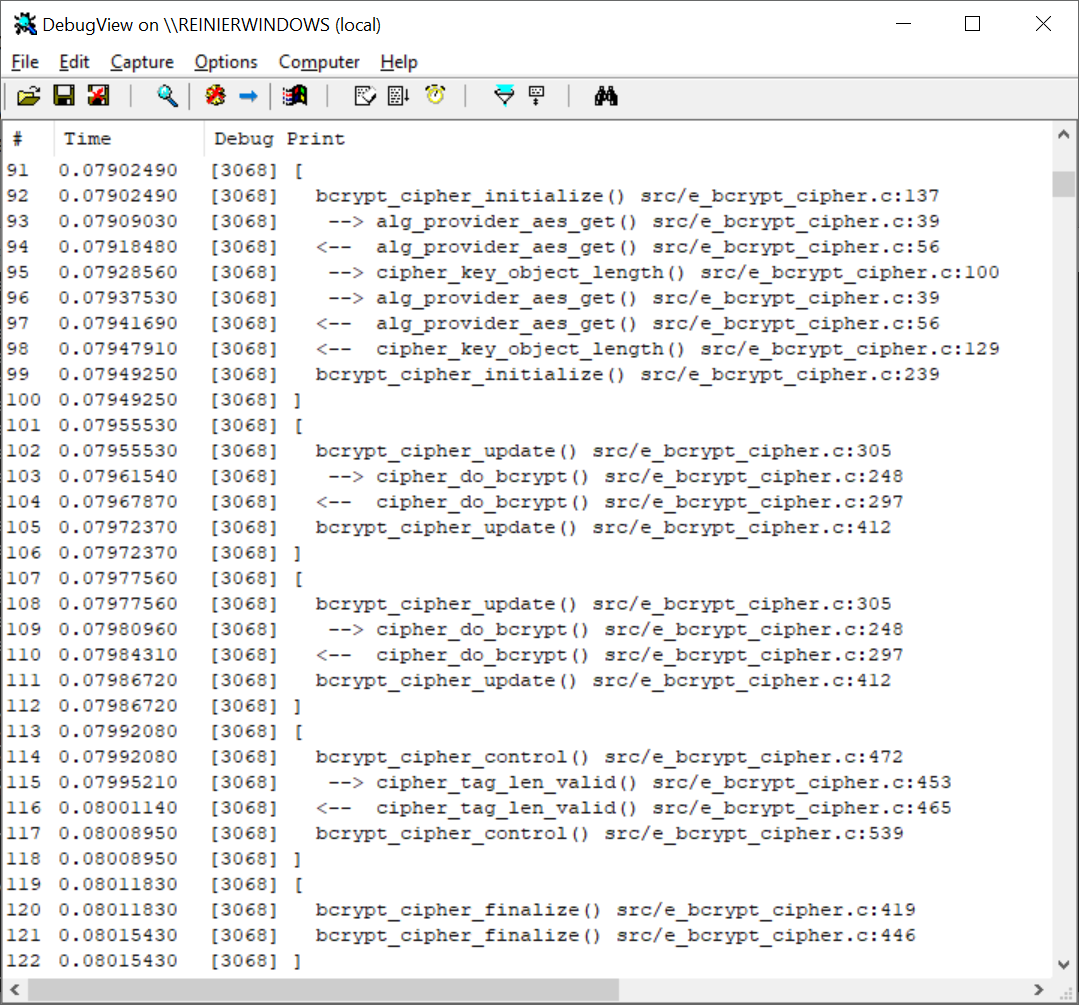 DebugView on \\REINIERWINDOWS (local)
File Edit Capture Options Computer Help
# Time Debug Print
91 0.07902490 [3068] [
92 0.07902490 [3068] bcrypt_cipher_initialize() src/e_bcrypt_cipher.c:137
93 0.07909030 [3068] --> alg_provider_aes_get() src/e_bcrypt_cipher.c:39
94 0.07918480 [3068] <-- alg_provider_aes_get() src/e_bcrypt_cipher.c:56
95 0.07928560 [3068] --> cipher_key_object_length() src/e_bcrypt_cipher.c:100
96 0.07937530 [3068] --> alg_provider_aes_get() src/e_bcrypt_cipher.c:39
97 0.07941690 [3068] <-- alg_provider_aes_get() src/e_bcrypt_cipher.c:56
98 0.07947910 [3068] <-- cipher_key_object_length() src/e_bcrypt_cipher.c:129
99 0.07949250 [3068] bcrypt_cipher_initialize() src/e_bcrypt_cipher.c:239
100 0.07949250 [3068] ]
101 0.07955530 [3068] [
102 0.07955530 [3068] bcrypt_cipher_update() src/e_bcrypt_cipher.c:305
103 0.07961540 [3068] --> cipher_do_bcrypt() src/e_bcrypt_cipher.c:248
104 0.07967870 [3068] <-- cipher_do_bcrypt() src/e_bcrypt_cipher.c:297
105 0.07972370 [3068] bcrypt_cipher_update() src/e_bcrypt_cipher.c:412
106 0.07972370 [3068] ]
107 0.07977560 [3068] [
108 0.07977560 [3068] bcrypt_cipher_update() src/e_bcrypt_cipher.c:305
109 0.07980960 [3068] --> cipher_do_bcrypt() src/e_bcrypt_cipher.c:248
110 0.07984310 [3068] <-- cipher_do_bcrypt() src/e_bcrypt_cipher.c:297
111 0.07986720 [3068] bcrypt_cipher_update() src/e_bcrypt_cipher.c:412
112 0.07986720 [3068] ]
113 0.07992080 [3068] [
114 0.07992080 [3068] bcrypt_cipher_control() src/e_bcrypt_cipher.c:472
115 0.07995210 [3068] --> cipher_tag_len_valid() src/e_bcrypt_cipher.c:453
116 0.08001140 [3068] <-- cipher_tag_len_valid() src/e_bcrypt_cipher.c:465
117 0.08008950 [3068] bcrypt_cipher_control() src/e_bcrypt_cipher.c:539
118 0.08008950 [3068] ]
119 0.08011830 [3068] [
120 0.08011830 [3068] bcrypt_cipher_finalize() src/e_bcrypt_cipher.c:419
121 0.08015430 [3068] bcrypt_cipher_finalize() src/e_bcrypt_cipher.c:446
122 0.08015430 [3068] ]